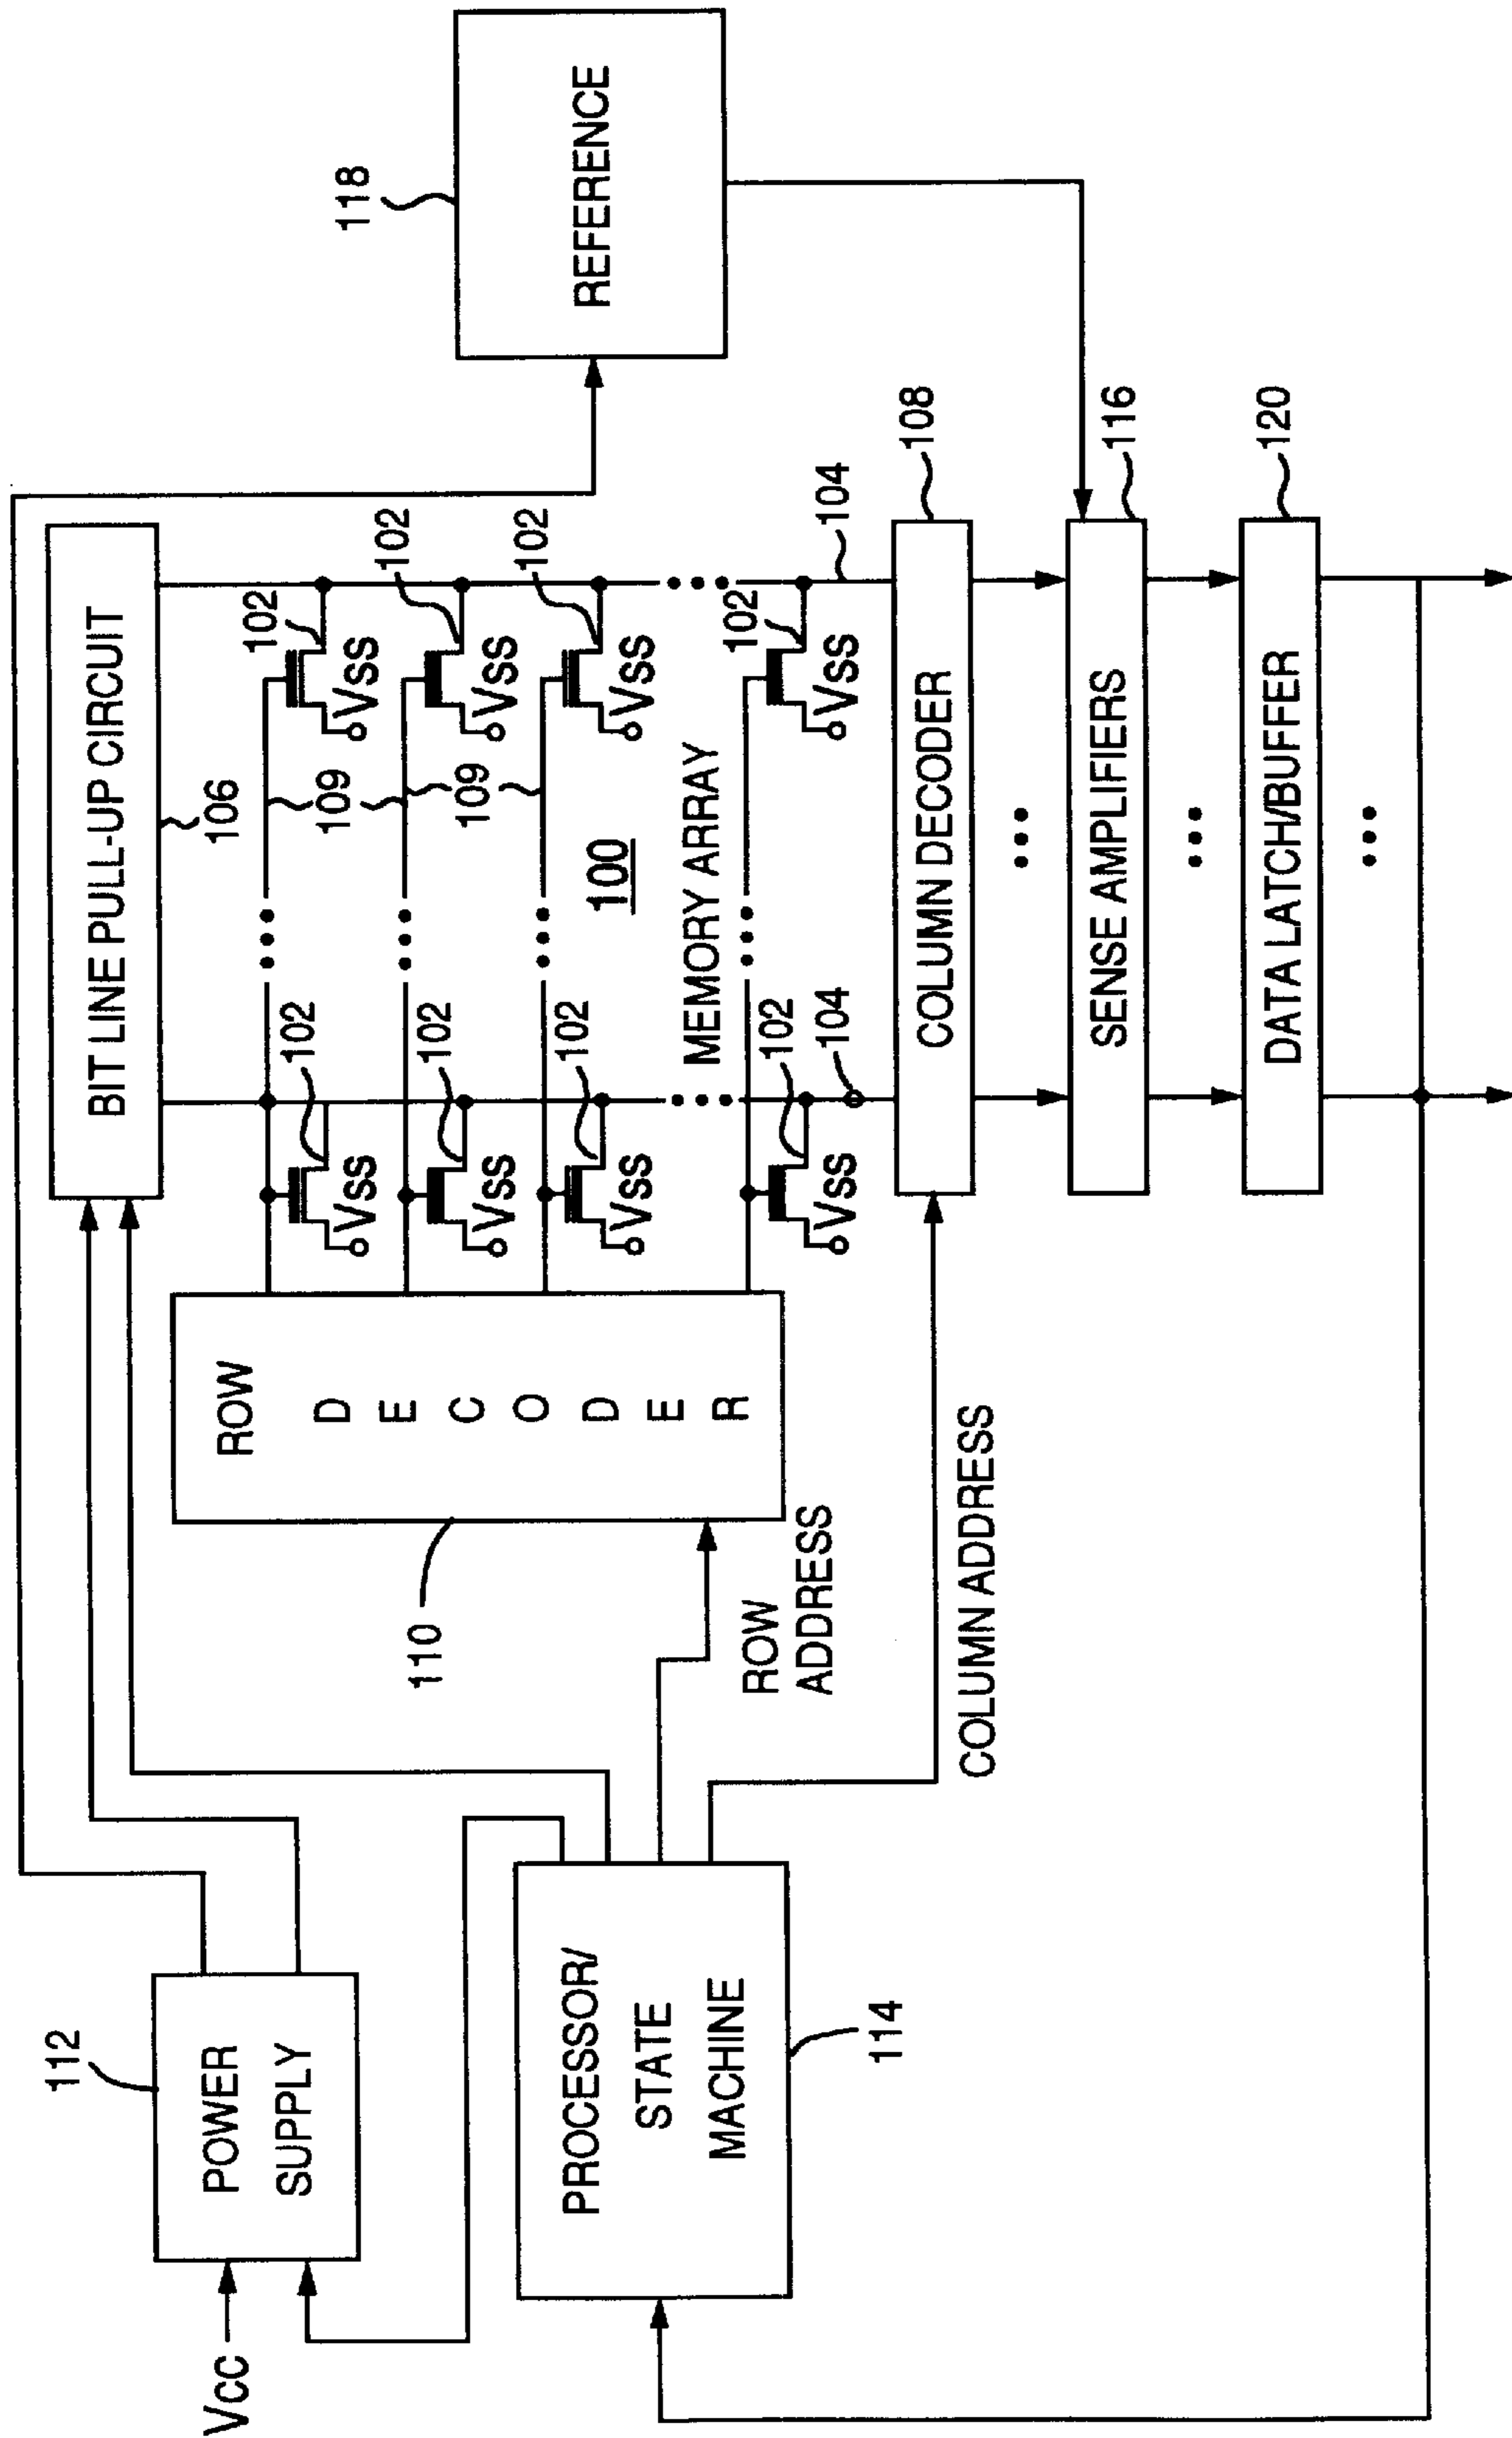 BIT LINE PULL-UP CIRCUIT
106
118
REFERENCE
112
POWER
SUPPLY
Vcc
ROW
D
E
C
O
D
E
R
110
102
Vss
102
Vss
102
Vss
102
Vss
102
Vss
102
Vss
102
Vss
102
Vss
109
109
100
MEMORY ARRAY
104
104
PROCESSOR/
STATE
MACHINE
114
ROW
ADDRESS
COLUMN ADDRESS
COLUMN DECODER
108
SENSE AMPLIFIERS
116
DATA LATCH/BUFFER
120